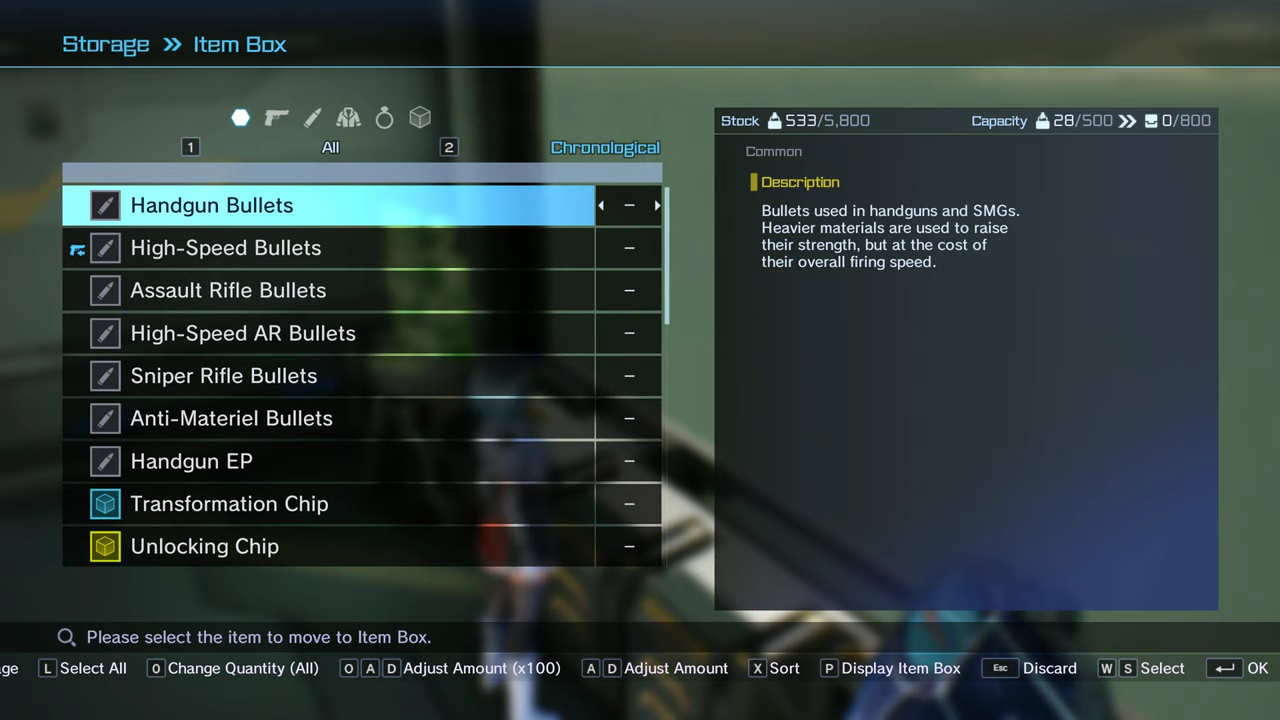 Storage » Item Box
1 All 2 Chronological
Handgun Bullets –
High-Speed Bullets –
Assault Rifle Bullets –
High-Speed AR Bullets –
Sniper Rifle Bullets –
Anti-Materiel Bullets –
Handgun EP –
Transformation Chip –
Unlocking Chip –
Stock 533/5,800 Capacity 28/500 » 0/800
Common
Description
Bullets used in handguns and SMGs.
Heavier materials are used to raise
their strength, but at the cost of
their overall firing speed.
Please select the item to move to Item Box.
ge L Select All O Change Quantity (All) O A D Adjust Amount (x100) A D Adjust Amount X Sort P Display Item Box Esc Discard W S Select OK